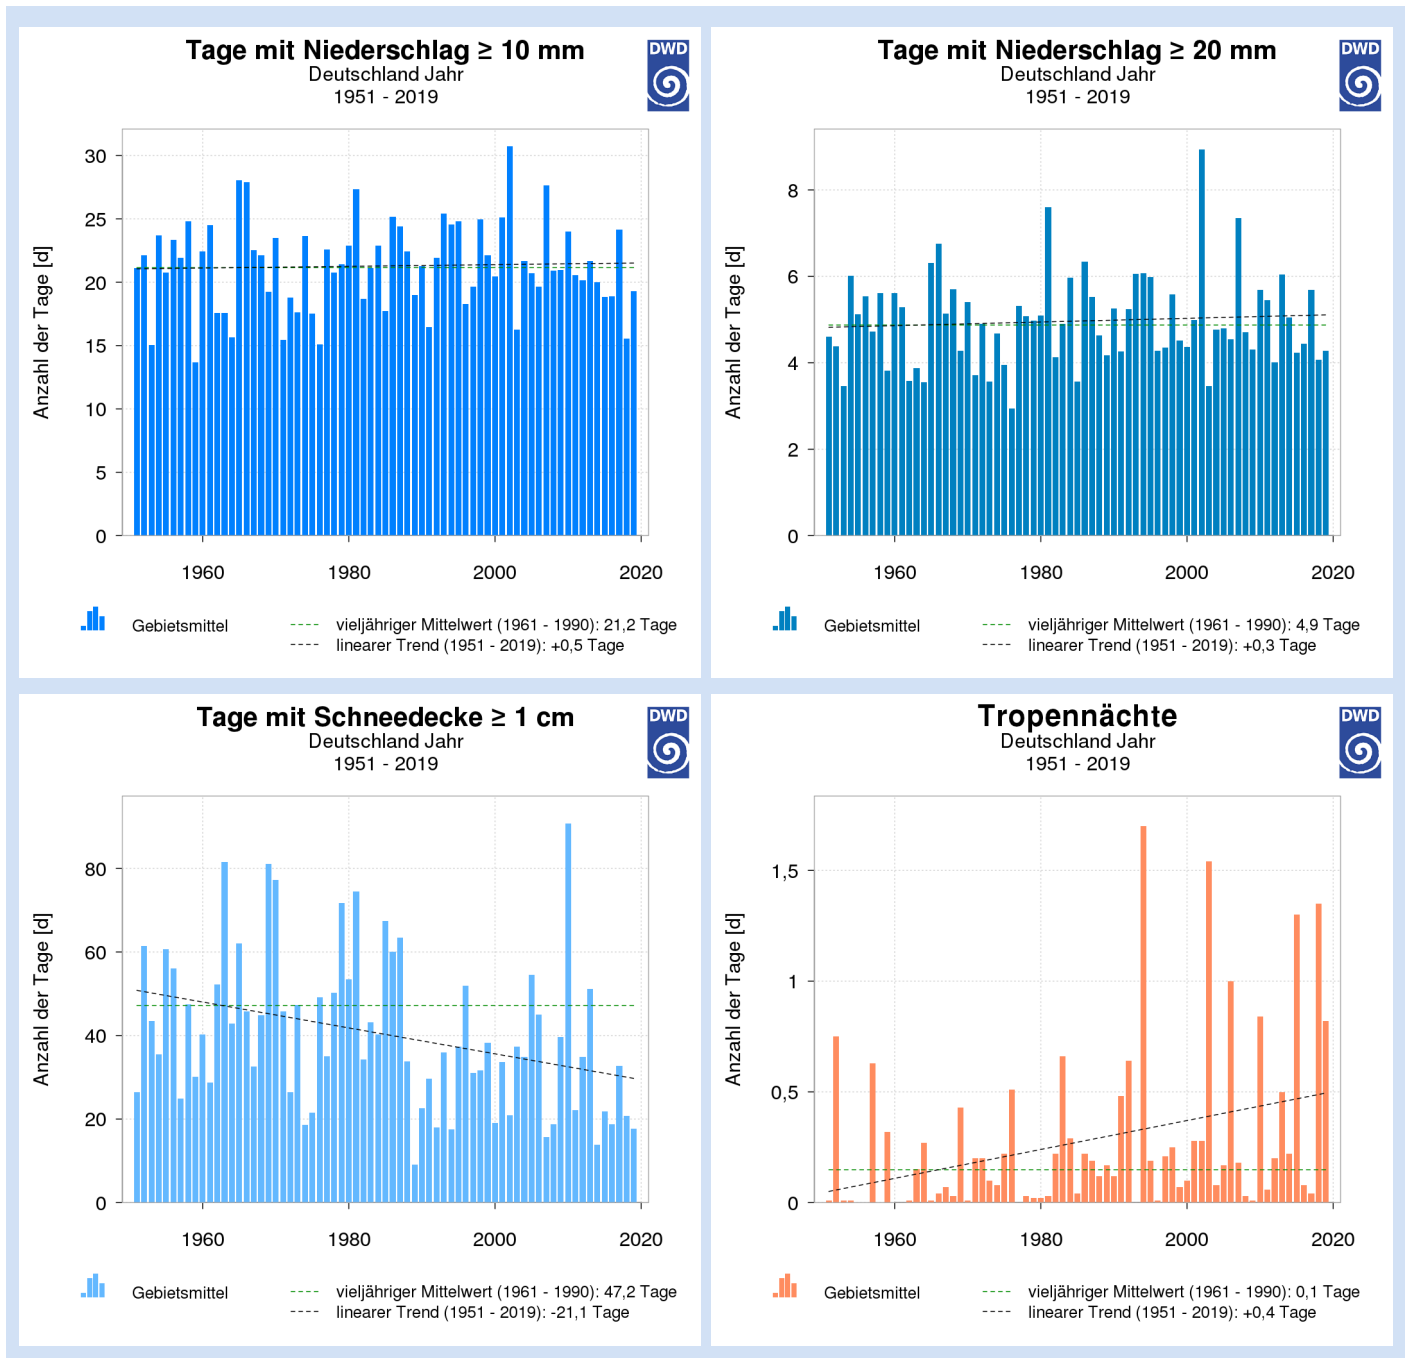 Tage mit Niederschlag ≥ 10 mm
Deutschland Jahr
1951 - 2019
DWD
Anzahl der Tage [d]
30
25
20
15
10
5
0
1960
1980
2000
2020
Gebietsmittel
vieljähriger Mittelwert (1961 - 1990): 21,2 Tage
linearer Trend (1951 - 2019): +0,5 Tage
Tage mit Niederschlag ≥ 20 mm
Deutschland Jahr
1951 - 2019
DWD
Anzahl der Tage [d]
8
6
4
2
0
1960
1980
2000
2020
Gebietsmittel
vieljähriger Mittelwert (1961 - 1990): 4,9 Tage
linearer Trend (1951 - 2019): +0,3 Tage
Tage mit Schneedecke ≥ 1 cm
Deutschland Jahr
1951 - 2019
DWD
Anzahl der Tage [d]
80
60
40
20
0
1960
1980
2000
2020
Gebietsmittel
vieljähriger Mittelwert (1961 - 1990): 47,2 Tage
linearer Trend (1951 - 2019): -21,1 Tage
Tropennächte
Deutschland Jahr
1951 - 2019
DWD
Anzahl der Tage [d]
1,5
1
0,5
0
1960
1980
2000
2020
Gebietsmittel
vieljähriger Mittelwert (1961 - 1990): 0,1 Tage
linearer Trend (1951 - 2019): +0,4 Tage